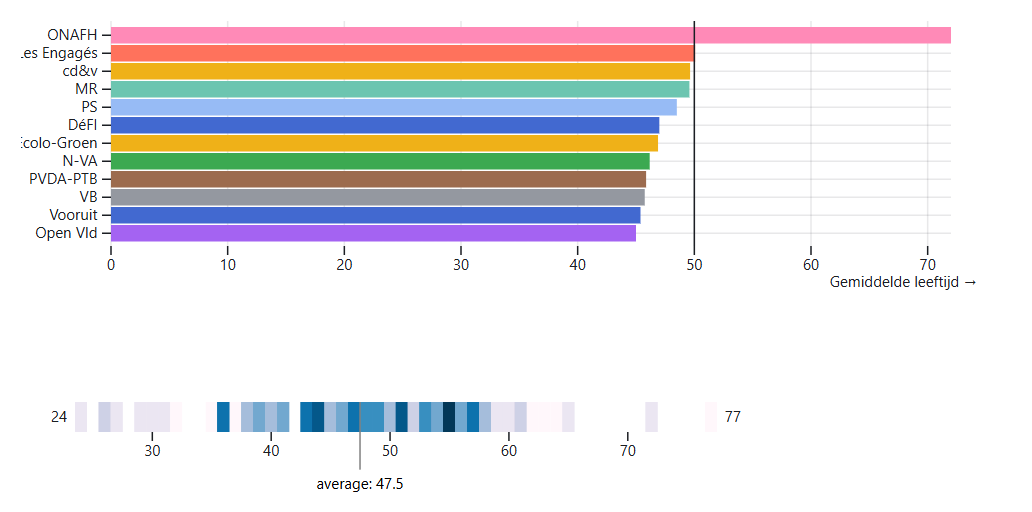 ONAFH
es Engagés
cd&v
MR
PS
DéFI
colo-Groen
N-VA
PVDA-PTB
VB
Vooruit
Open Vld
0 10 20 30 40 50 60 70
Gemiddelde leeftijd →
24 77
30 40 50 60 70
average: 47.5